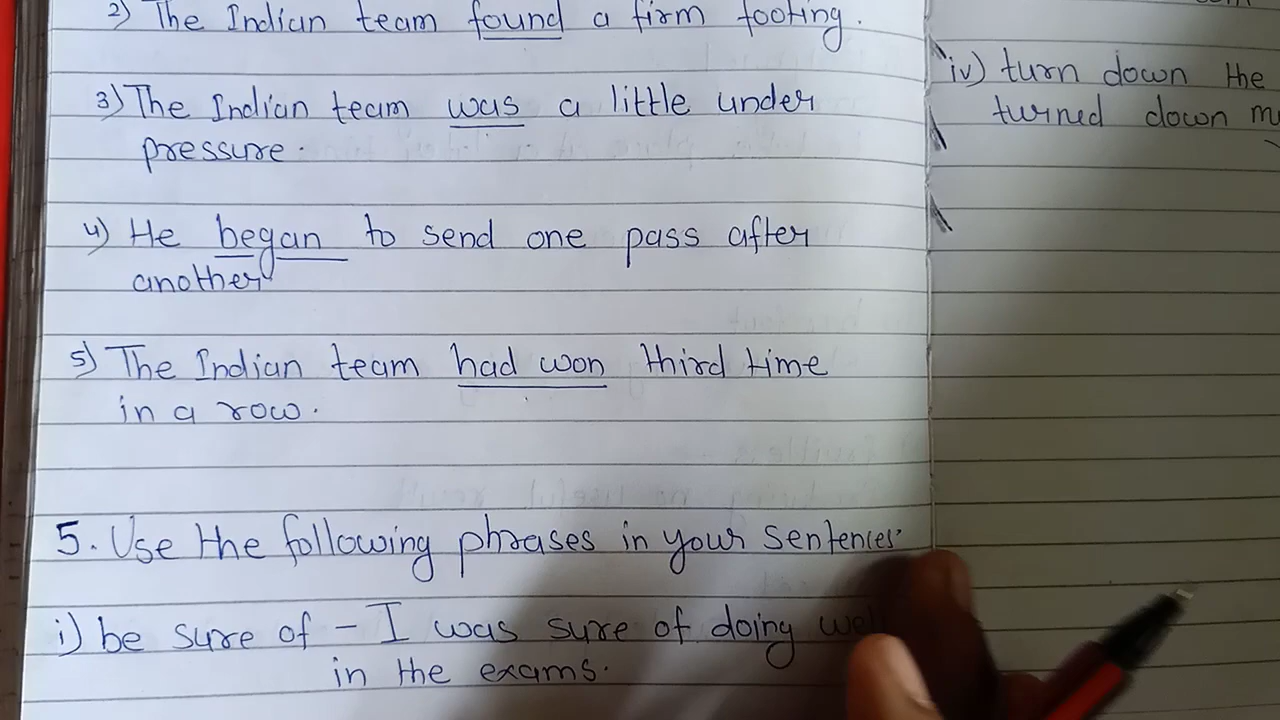 2) The Indian team found a firm footing.
3) The Indian team was a little under
pressure.
4) He began to send one pass after
another
5) The Indian team had won third time
in a row.
5. Use the following phrases in your sentences.
i) be sure of - I was sure of doing well
in the exams.
iv) turn down the
turned down